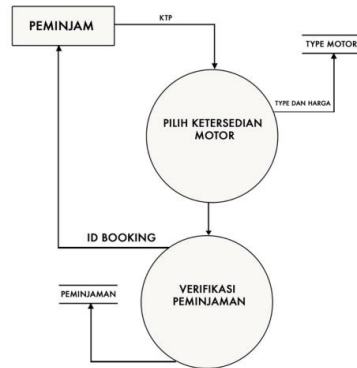 PEMINJAM
KTP
TYPE MOTOR
TYPE DAN HARGA
PILIH KETERSEDIAN
MOTOR
ID BOOKING
VERIFIKASI
PEMINJAMAN
PEMINJAMAN